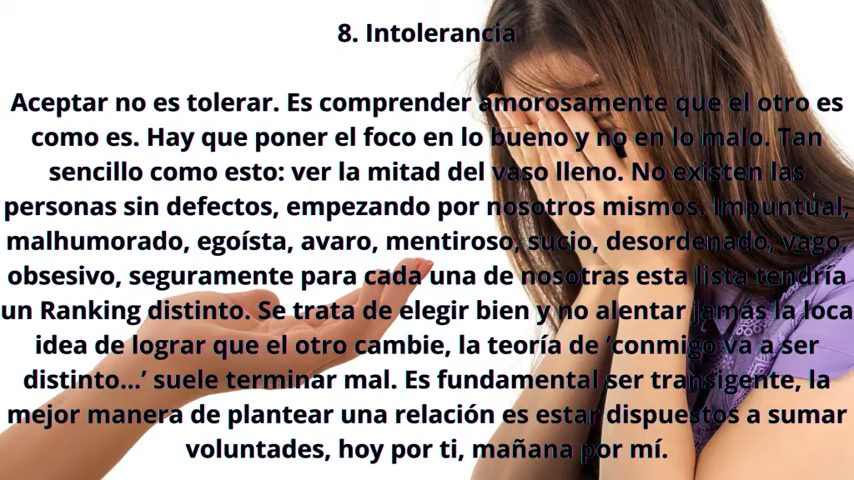 8. Intolerancia
Aceptar no es tolerar. Es comprender amorosamente que el otro es
como es. Hay que poner el foco en lo bueno y no en lo malo. Tan
sencillo como esto: ver la mitad del vaso lleno. No existen las
personas sin defectos, empezando por nosotros mismos. Impuntual,
malhumorado, egoísta, avaro, mentiroso, sucio, desordenado, vago,
obsesivo, seguramente para cada una de nosotras esta lista tendría
un Ranking distinto. Se trata de elegir bien y no alentar jamás la loca
idea de lograr que el otro cambie, la teoría de ‘conmigo va a ser
distinto...’ suele terminar mal. Es fundamental ser transigente, la
mejor manera de plantear una relación es estar dispuestos a sumar
voluntades, hoy por ti, mañana por mí.